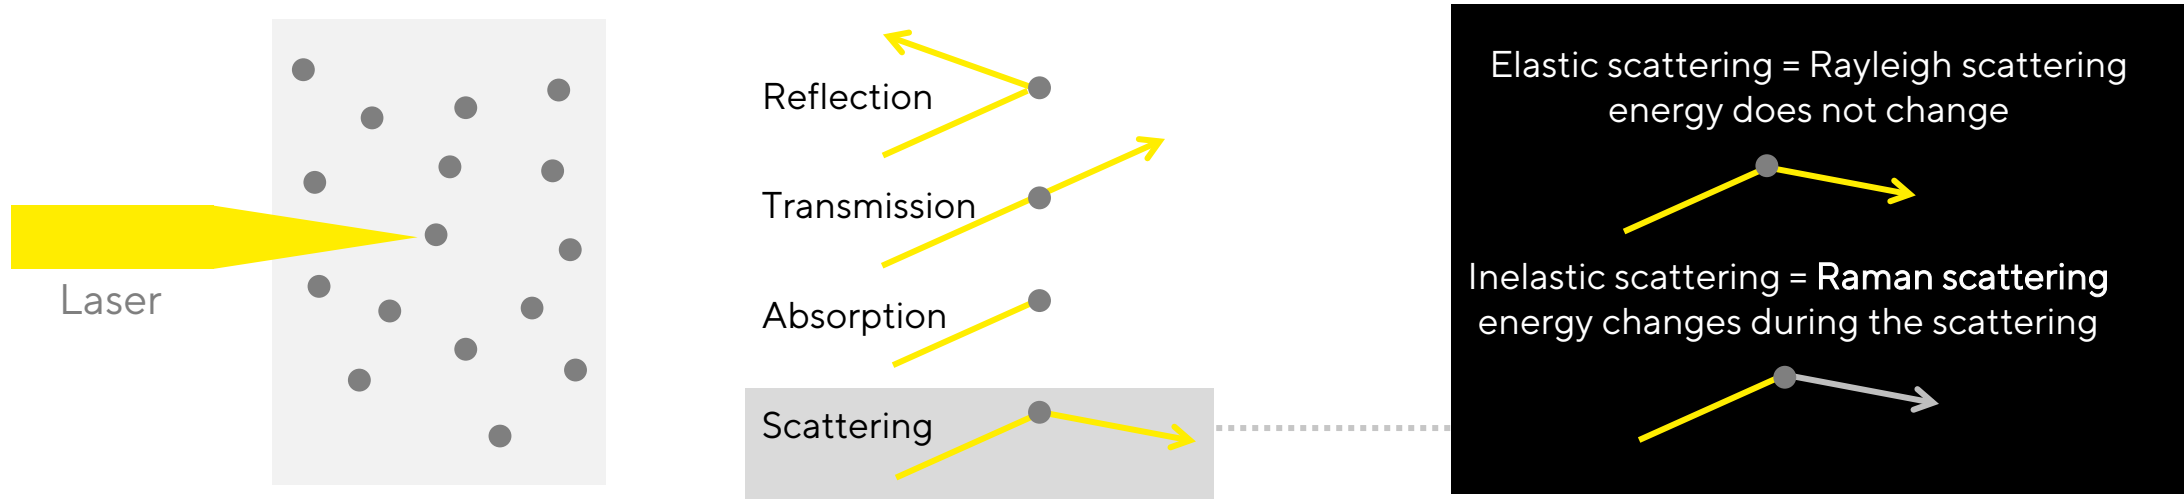 Laser
Reflection
Transmission
Absorption
Scattering
Elastic scattering = Rayleigh scattering
energy does not change
Inelastic scattering = Raman scattering
energy changes during the scattering